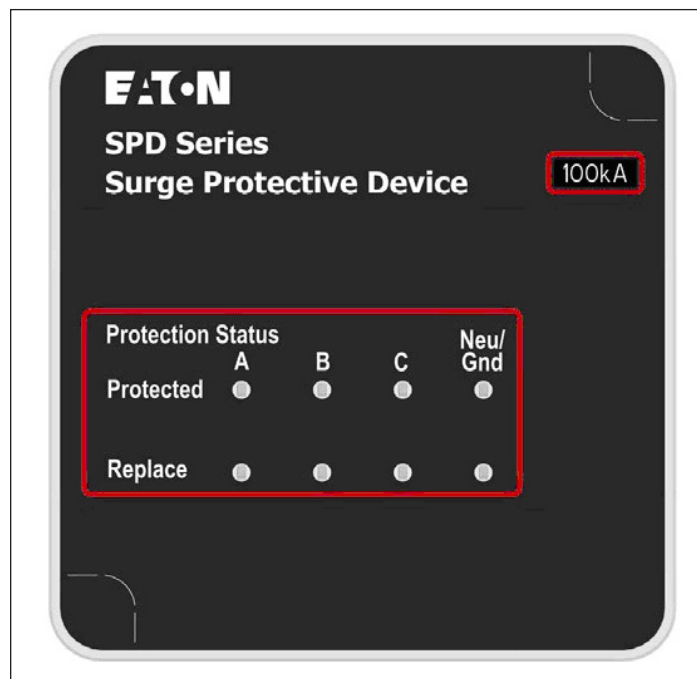 EATON
SPD Series
Surge Protective Device
100kA
Protection Status
A B C Neu/
Gnd
Protected
Replace